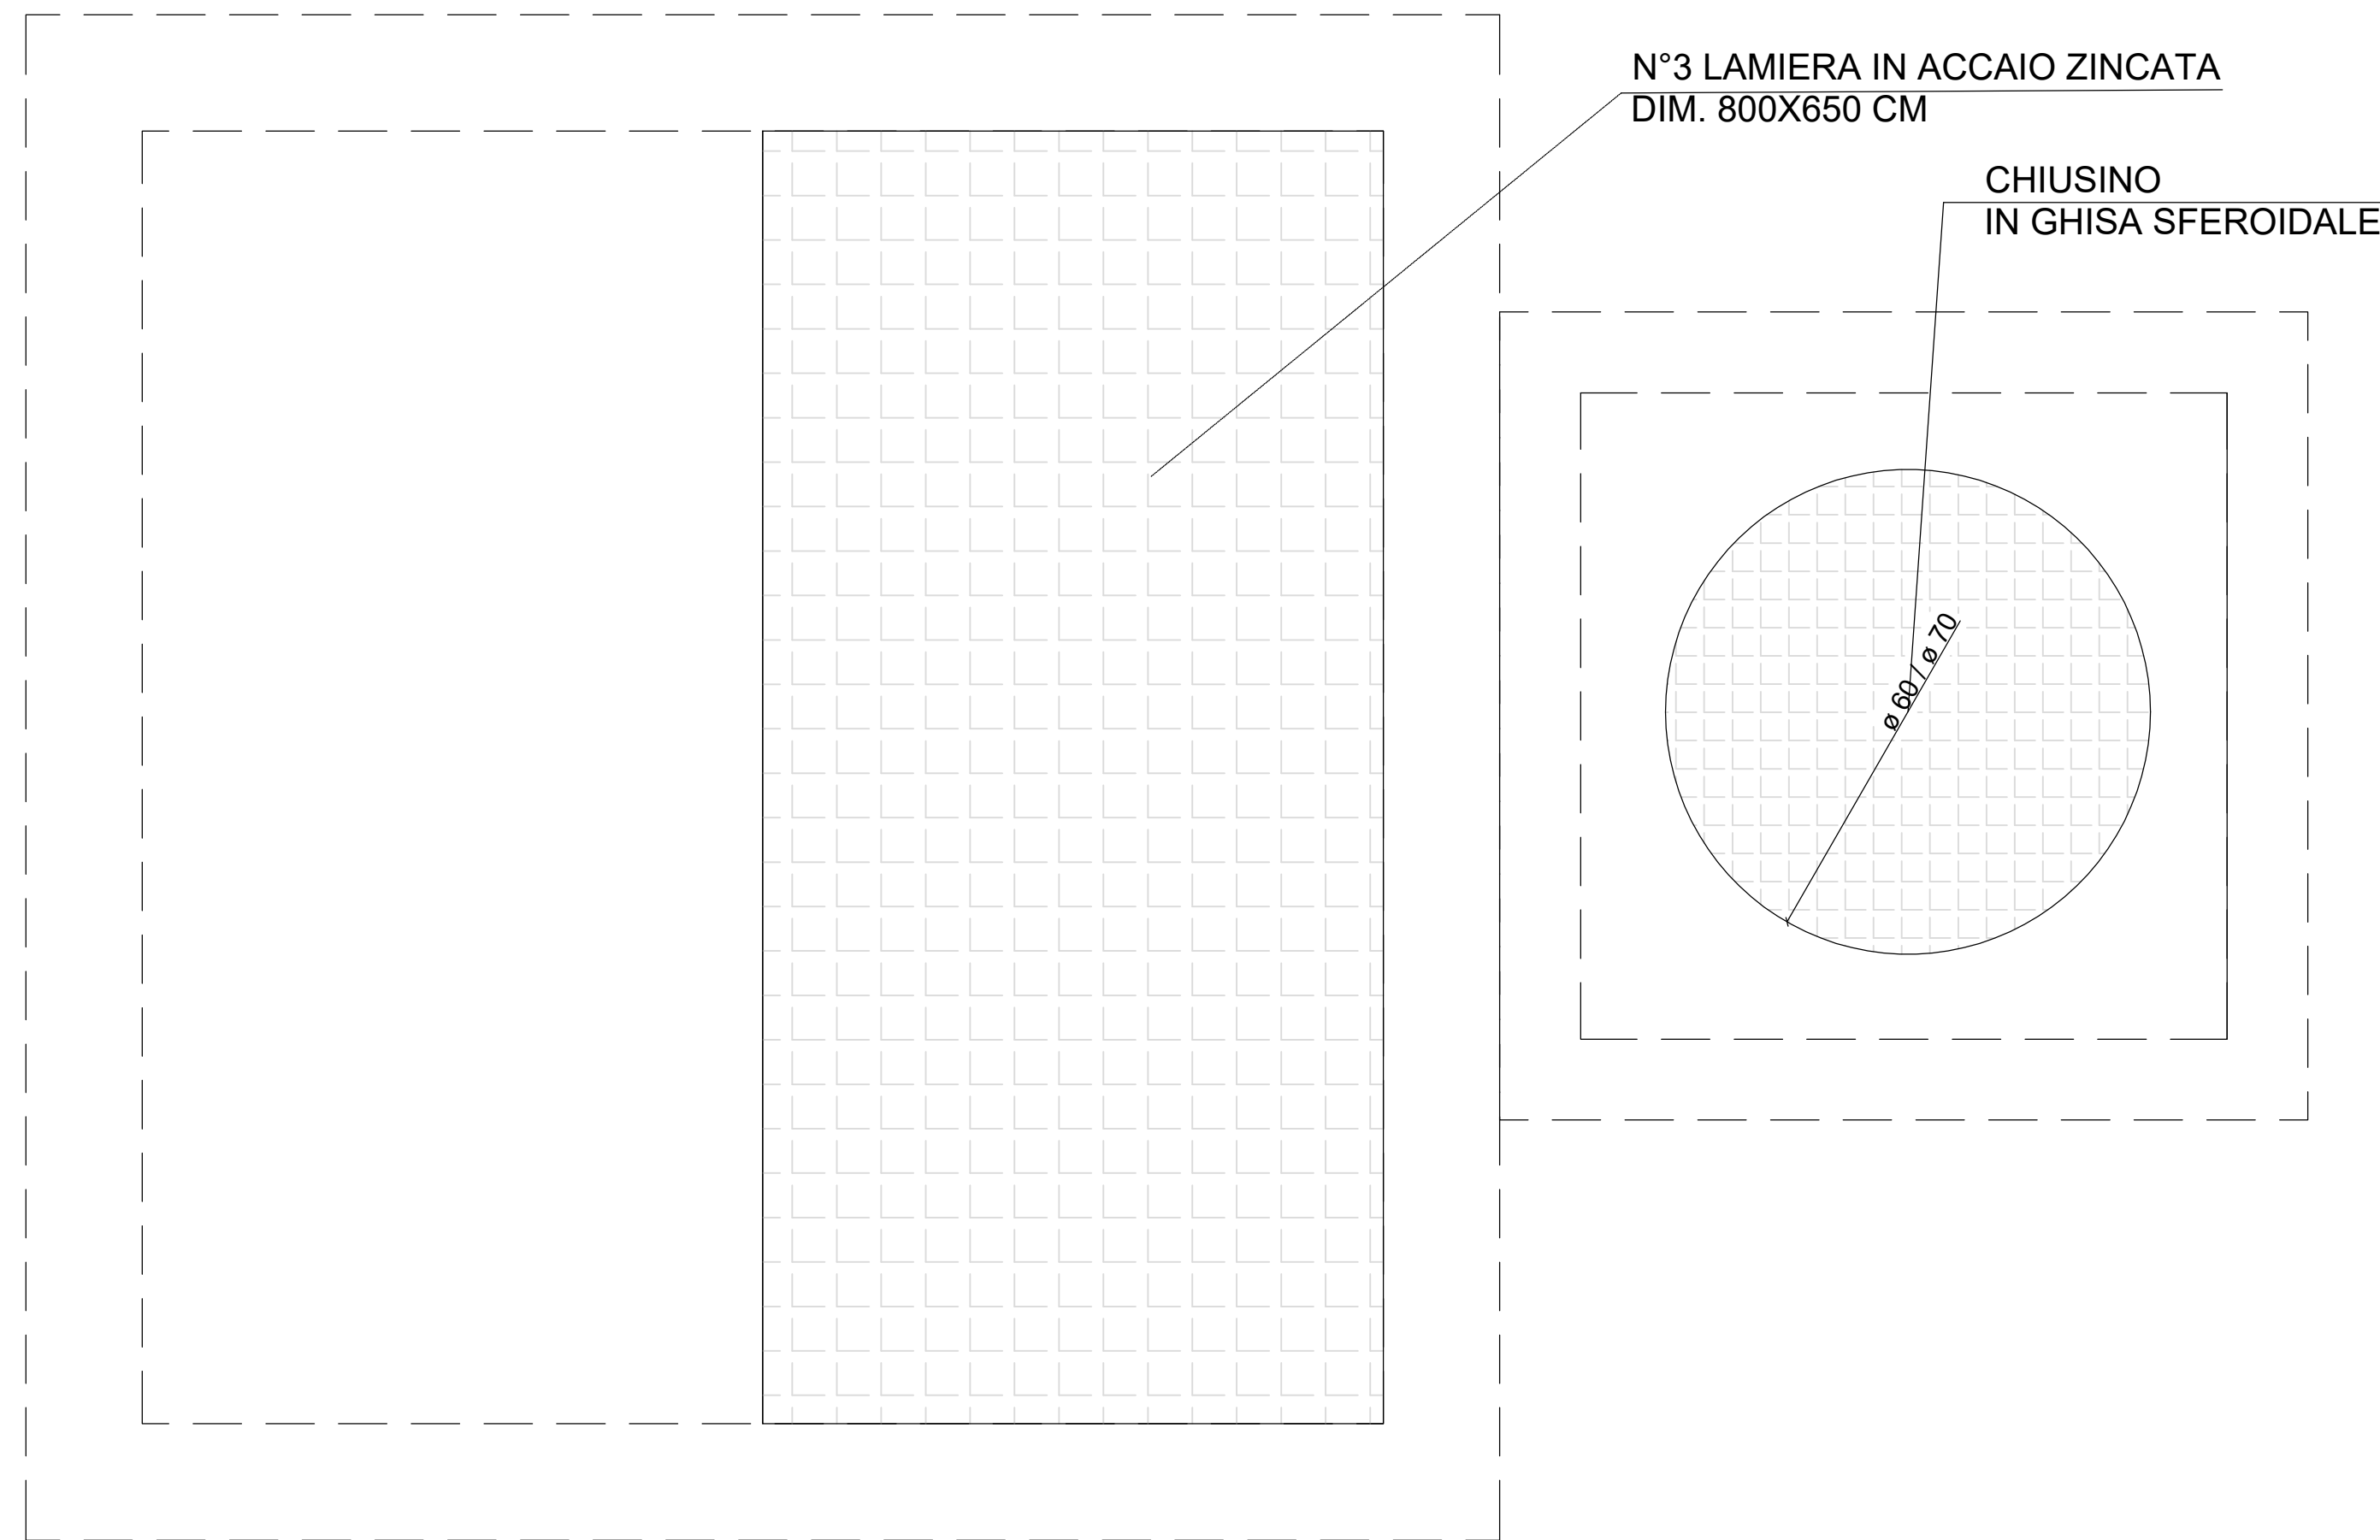 N°3 LAMIERA IN ACCAIO ZINCATA
DIM. 800X650 CM
CHIUSINO
IN GHISA SFEROIDALE
ø 60 / ø 70